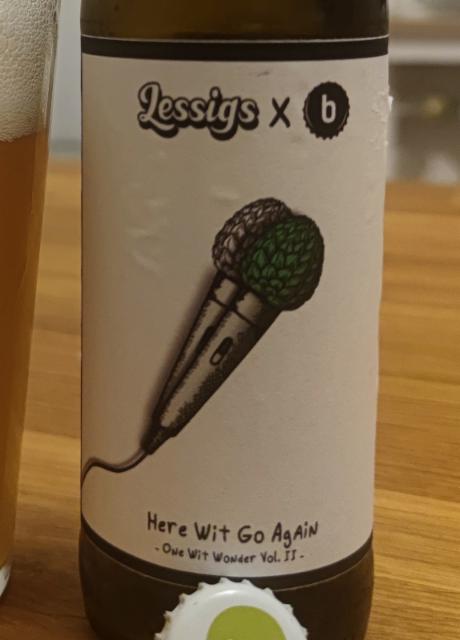 Lessigs X b
Here Wit Go Again
- One Wit Wonder Vol. II -